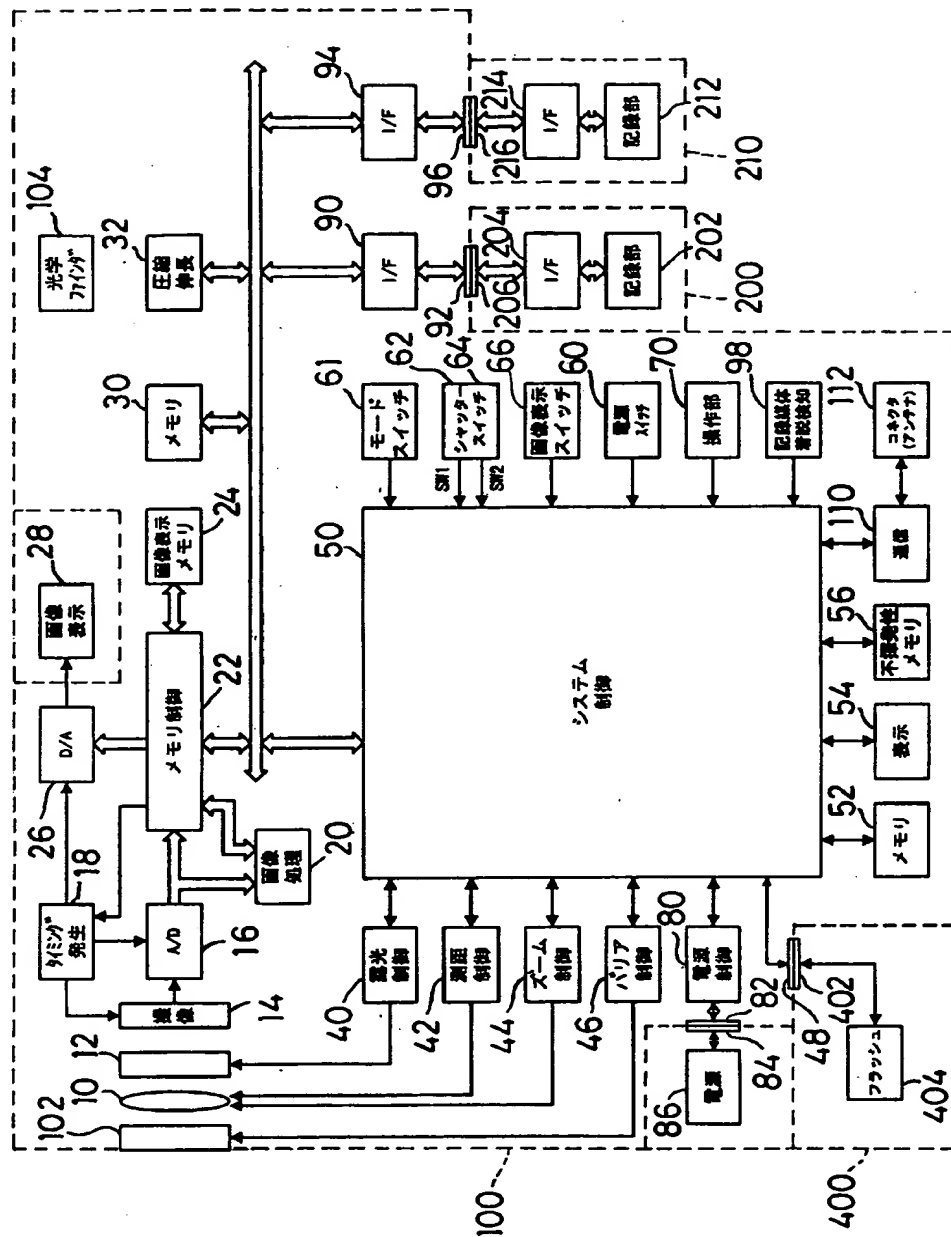 104
光学
ファインダ
32
圧縮
伸長
30
メモリ
28
画像
表示
24
画像表示
メモリ
22
メモリ制御
D/A
26
18
タイミング
発生
A/D
16
20
画像
処理
撮像
14
12
10
102
94
I/F
96
216
214
I/F
212
記録部
210
90
I/F
92
206
204
I/F
202
記録部
200
61
モード
スイッチ
62
64
シャッター
スイッチ
SW1
SW2
66
画像表示
スイッチ
60
電源
スイッチ
70
操作部
98
記録媒体
着脱検知
112
コネクタ
(アンテナ)
110
通信
56
不揮発性
メモリ
54
表示
52
メモリ
50
システム
制御
40
露光
制御
42
測距
制御
44
ズーム
制御
46
バリア
制御
80
電源
制御
82
84
86
電源
48
402
フラッシュ
404
100
400